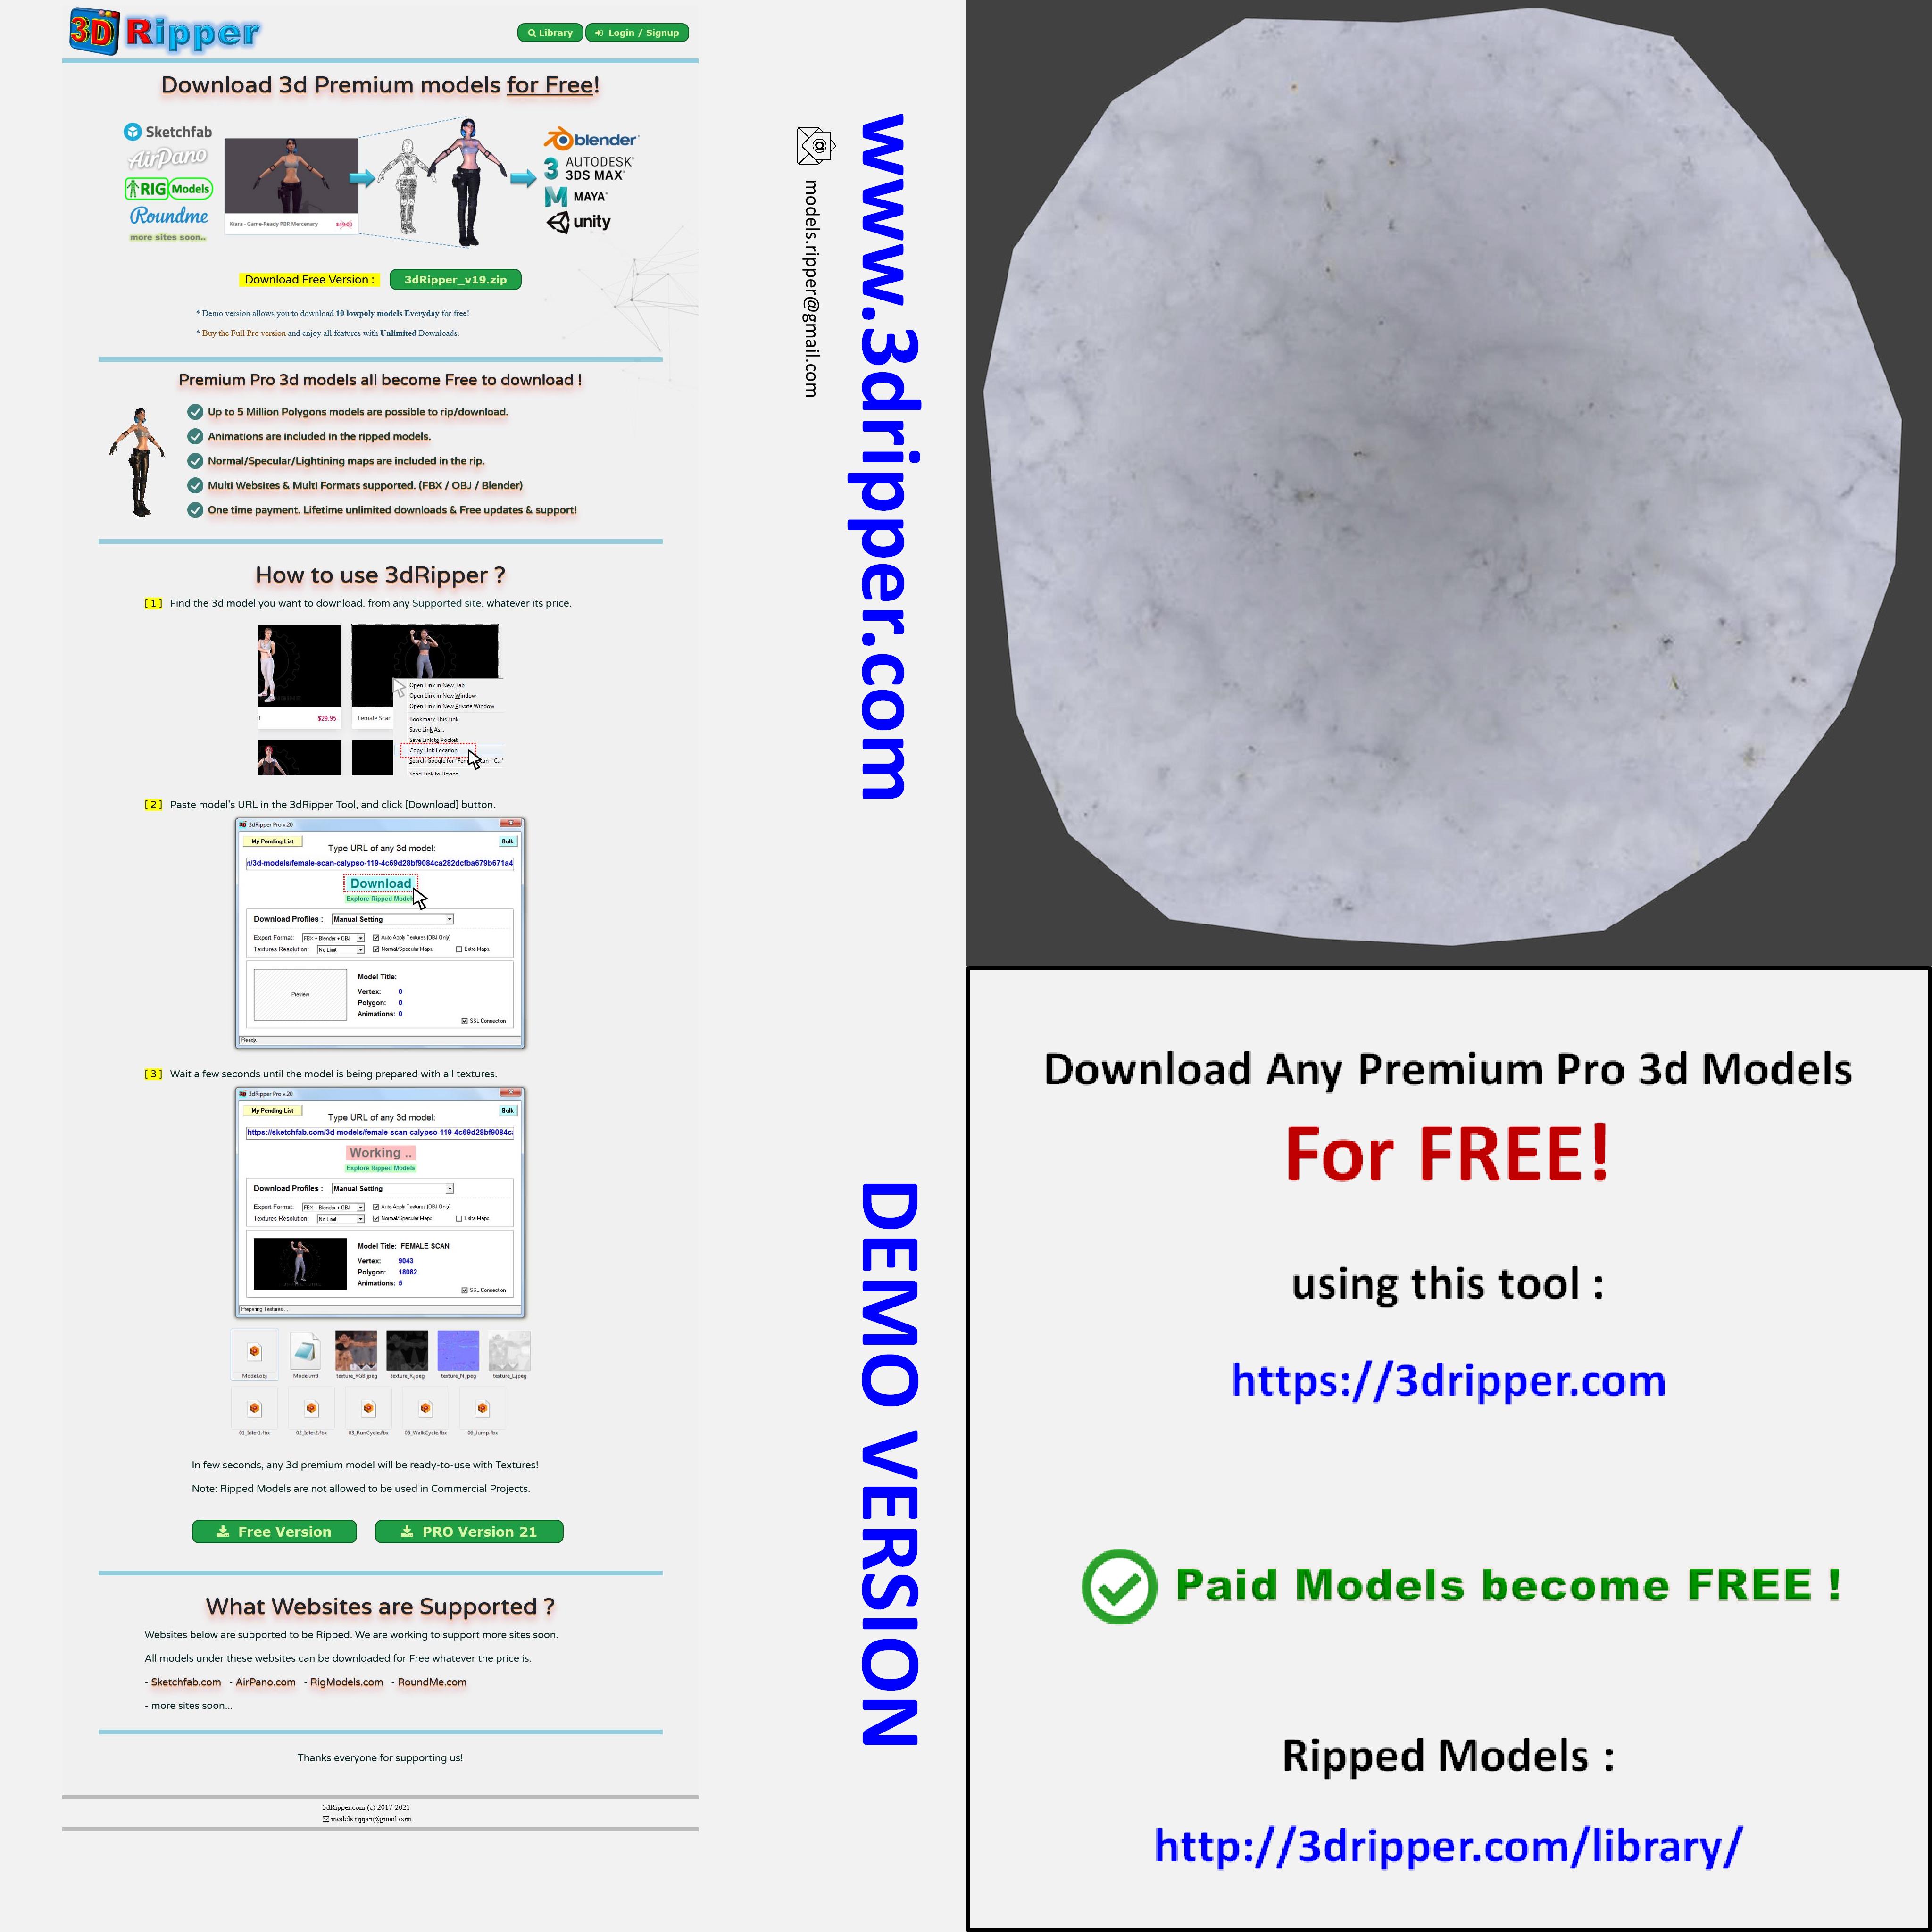 3D Ripper
Library
Login / Signup
Download 3d Premium models for Free!
Sketchfab
AirPano
RIG Models
Roundme
more sites soon..
Kiara - Game-Ready PBR Mercenary
blender
AUTODESK
3DS MAX
MAYA
unity
Download Free Version :
3dRipper_v19.zip
* Demo version allows you to download 10 lowpoly models Everyday for free!
* Buy the Full Pro version and enjoy all features with Unlimited Downloads.
Premium Pro 3d models all become Free to download !
Up to 5 Million Polygons models are possible to rip/download.
Animations are included in the ripped models.
Normal/Specular/Lightining maps are included in the rip.
Multi Websites & Multi Formats supported. (FBX / OBJ / Blender)
One time payment. Lifetime unlimited downloads & Free updates & support!
How to use 3dRipper ?
[ 1 ] Find the 3d model you want to download. from any Supported site. whatever its price.
$29.95
Female Scan
Open Link in New Tab
Open Link in New Window
Open Link in New Private Window
Bookmark This Link
Save Link As...
Save Link to Pocket
Copy Link Location
Search Google for
Send Link to Device
[ 2 ] Paste model's URL in the 3dRipper Tool, and click [Download] button.
3dRipper Pro v.20
My Pending List
Type URL of any 3d model:
Bulk
n/3d-models/female-scan-calypso-119-4c69d28bf9084ca282dcfba679b671a4
Download
Explore Ripped Models
Download Profiles : Manual Setting
Export Format: FBX + Blender + OBJ Auto Apply Textures (OBJ Only)
Textures Resolution: No Limit Normal/Specular Maps. Extra Maps.
Preview
Model Title:
Vertex: 0
Polygon: 0
Animations: 0
SSL Connection
Ready.
[ 3 ] Wait a few seconds until the model is being prepared with all textures.
3dRipper Pro v.20
My Pending List
Type URL of any 3d model:
Bulk
https://sketchfab.com/3d-models/female-scan-calypso-119-4c69d28bf9084c
Working ..
Explore Ripped Models
Download Profiles : Manual Setting
Export Format: FBX + Blender + OBJ Auto Apply Textures (OBJ Only)
Textures Resolution: No Limit Normal/Specular Maps. Extra Maps.
Model Title: FEMALE SCAN
Vertex: 9043
Polygon: 18082
Animations: 5
SSL Connection
Preparing Textures ...
Model.obj Model.mtl texture_RGB.jpeg texture_R.jpeg texture_N.jpeg texture_L.jpeg
01_Idle-1.fbx 02_Idle-2.fbx 03_RunCycle.fbx 05_WalkCycle.fbx 06_Jump.fbx
In few seconds, any 3d premium model will be ready-to-use with Textures!
Note: Ripped Models are not allowed to be used in Commercial Projects.
Free Version
PRO Version 21
What Websites are Supported ?
Websites below are supported to be Ripped. We are working to support more sites soon.
All models under these websites can be downloaded for Free whatever the price is.
- Sketchfab.com - AirPano.com - RigModels.com - RoundMe.com
- more sites soon...
Thanks everyone for supporting us!
3dRipper.com (c) 2017-2021
models.ripper@gmail.com
models.ripper@gmail.com
www.3dripper.com
DEMO VERSION
Download Any Premium Pro 3d Models
For FREE!
using this tool :
https://3dripper.com
Paid Models become FREE !
Ripped Models :
http://3dripper.com/library/